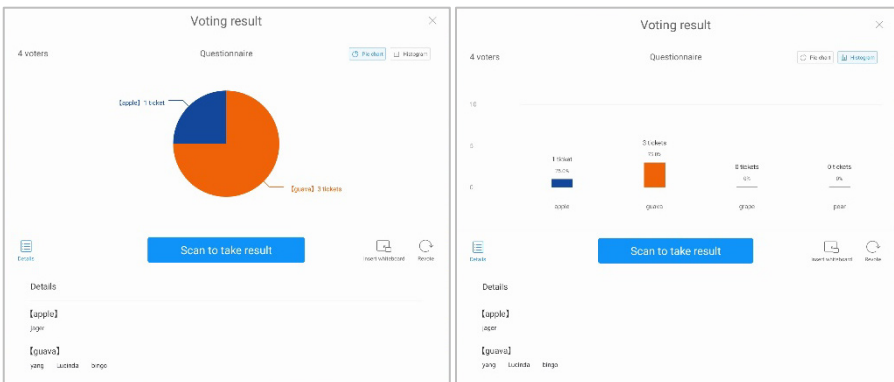 Voting result
4 voters
Questionnaire
Pie chart
Histogram
【apple】1 ticket
【guava】3 tickets
Details
Scan to take result
Insert whiteboard
Revote
Details
【apple】
jager
【guava】
yang Lucinda bingo
Voting result
4 voters
Questionnaire
Pie chart
Histogram
10
5
0
1 ticket
25.0%
3 tickets
75.0%
0 tickets
0%
0 tickets
0%
apple
guava
grape
pear
Details
Scan to take result
Insert whiteboard
Revote
Details
【apple】
jager
【guava】
yang Lucinda bingo